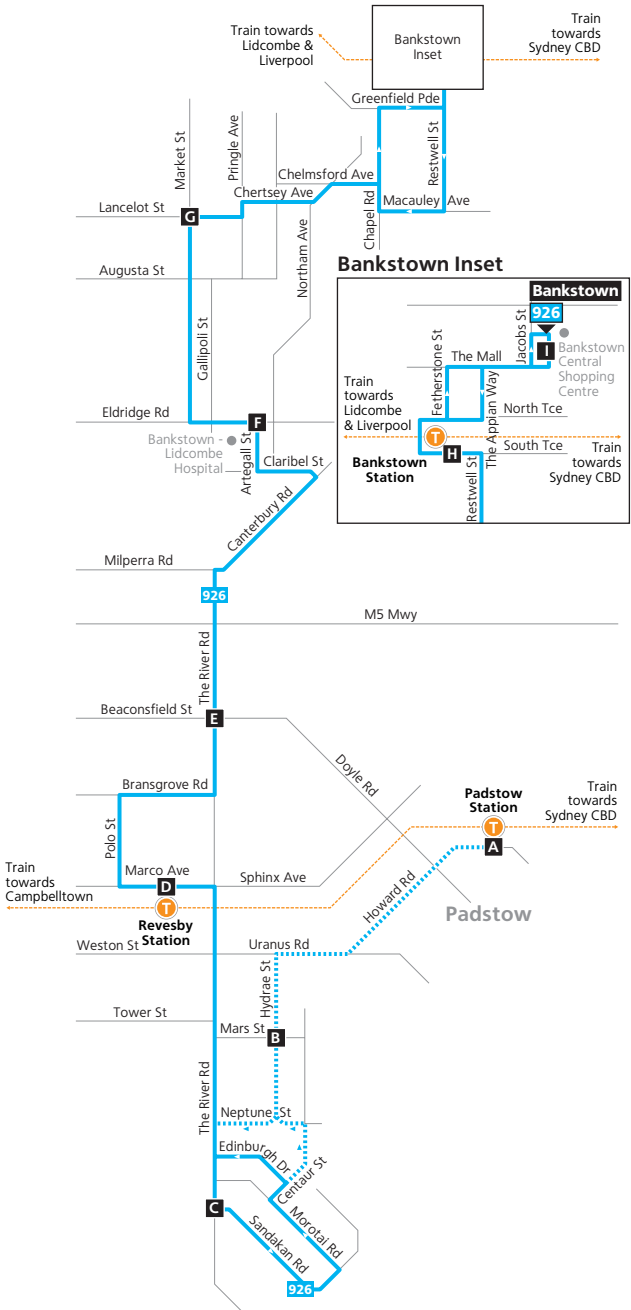 Train towards
Lidcombe &
Liverpool
Bankstown
Inset
Train
towards
Sydney CBD
Greenfield Pde
Market St
Pringle Ave
Restwell St
Chelmsford Ave
Chertsey Ave
Lancelot St
G
Chapel Rd
Macauley Ave
Northam Ave
Augusta St
Gallipoli St
Bankstown Inset
Bankstown
926
Jacobs St
I
Bankstown
Central
Shopping
Centre
Fetherstone St
The Mall
The Appian Way
Train
towards
Lidcombe
& Liverpool
North Tce
T
Bankstown
Station
H
South Tce
Restwell St
Train
towards
Sydney CBD
Eldridge Rd
F
Bankstown -
Lidcombe
Hospital
Artegall St
Claribel St
Canterbury Rd
Milperra Rd
926
M5 Mwy
The River Rd
Beaconsfield St
E
Doyle Rd
Bransgrove Rd
Polo St
Padstow
Station
T
A
Train
towards
Sydney CBD
Train
towards
Campbelltown
Marco Ave
D
Sphinx Ave
T
Revesby
Station
Howard Rd
Padstow
Weston St
Uranus Rd
Hydrae St
Tower St
Mars St
B
The River Rd
Neptune St
Edinburgh Dr
Centaur St
C
Morotai Rd
Sandakan Rd
926